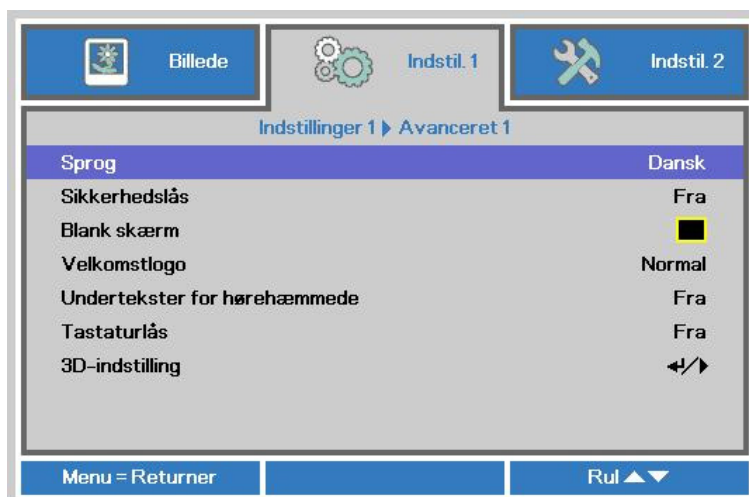 Billede
Indstil. 1
Indstil. 2
Indstillinger 1 ▶ Avanceret 1
Sprog Dansk
Sikkerhedslås Fra
Blank skærm
Velkomstlogo Normal
Undertekster for hørehæmmede Fra
Tastaturlås Fra
3D-indstilling ↵/▶
Menu = Returner
Rul ▲▼